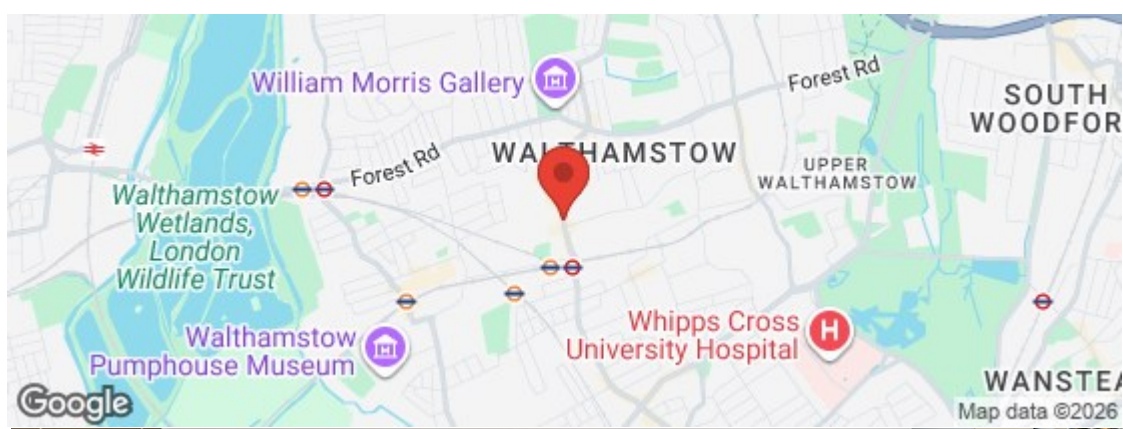 William Morris Gallery
Forest Rd
SOUTH
WOODFOR
WALTHAMSTOW
Forest Rd
UPPER
WALTHAMSTOW
Walthamstow
Wetlands,
London
Wildlife Trust
Whipps Cross
University Hospital
H
Walthamstow
Pumphouse Museum
WANSTEA
Google
Map data ©2026